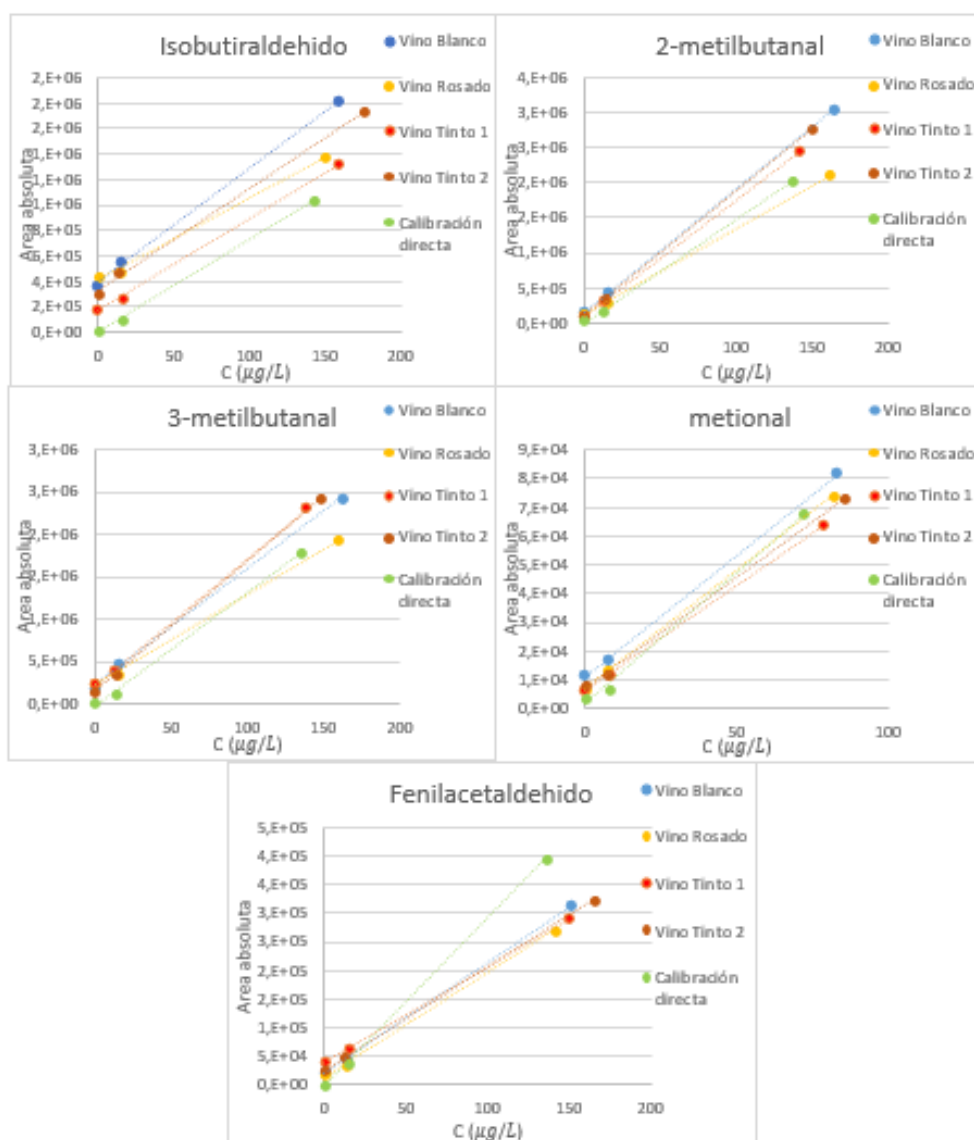 Isobutiraldehido
Vino Blanco
Vino Rosado
Vino Tinto 1
Vino Tinto 2
Calibración
directa
Area absoluta
2,E+06
2,E+06
2,E+06
1,E+06
1,E+06
1,E+06
8,E+05
6,E+05
4,E+05
2,E+05
0,E+00
0 50 100 150 200
C (μg/L)
2-metilbutanal
Vino Blanco
Vino Rosado
Vino Tinto 1
Vino Tinto 2
Calibración
directa
Area absoluta
4,E+06
3,E+06
3,E+06
2,E+06
2,E+06
1,E+06
5,E+05
0,E+00
0 50 100 150 200
C (μg/L)
3-metilbutanal
Vino Blanco
Vino Rosado
Vino Tinto 1
Vino Tinto 2
Calibración
directa
Area absoluta
3,E+06
3,E+06
2,E+06
2,E+06
1,E+06
5,E+05
0,E+00
0 50 100 150 200
C (μg/L)
metional
Vino Blanco
Vino Rosado
Vino Tinto 1
Vino Tinto 2
Calibración
directa
Area absoluta
9,E+04
8,E+04
7,E+04
6,E+04
5,E+04
4,E+04
3,E+04
2,E+04
1,E+04
0,E+00
0 50 100
C (μg/L)
Fenilacetaldehido
Vino Blanco
Vino Rosado
Vino Tinto 1
Vino Tinto 2
Calibración
directa
Area absoluta
5,E+05
4,E+05
4,E+05
3,E+05
3,E+05
2,E+05
2,E+05
1,E+05
5,E+04
0,E+00
0 50 100 150 200
C (μg/L)